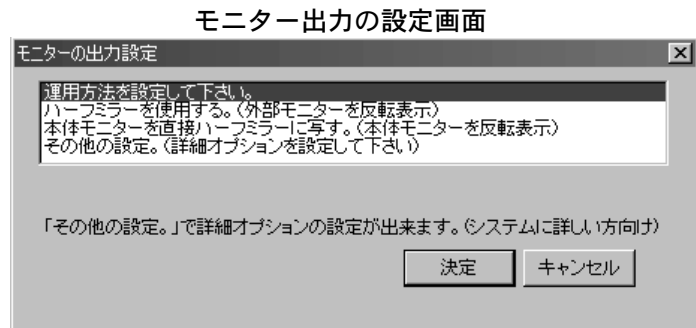 モニター出力の設定画面
モニターの出力設定
運用方法を設定して下さい。
ハーフミラーを使用する。(外部モニターを反転表示)
本体モニターを直接ハーフミラーに写す。(本体モニターを反転表示)
その他の設定。(詳細オプションを設定して下さい)
「その他の設定。」で詳細オプションの設定が出来ます。(システムに詳しい方向け)
決定 キャンセル